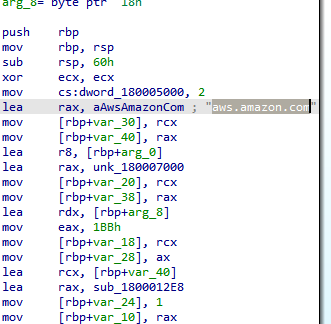 arg_8= byte ptr  18h
push    rbp
mov     rbp, rsp
sub     rsp, 60h
xor     ecx, ecx
mov     cs:dword_180005000, 2
lea     rax, aAwsAmazonCom ; "aws.amazon.com"
mov     [rbp+var_30], rcx
mov     [rbp+var_40], rax
lea     r8, [rbp+arg_0]
lea     rax, unk_180007000
mov     [rbp+var_20], rcx
mov     [rbp+var_38], rax
lea     rdx, [rbp+arg_8]
mov     eax, 1BBh
mov     [rbp+var_18], rcx
mov     [rbp+var_28], ax
lea     rcx, [rbp+var_40]
lea     rax, sub_1800012E8
mov     [rbp+var_24], 1
mov     [rbp+var_10], rax